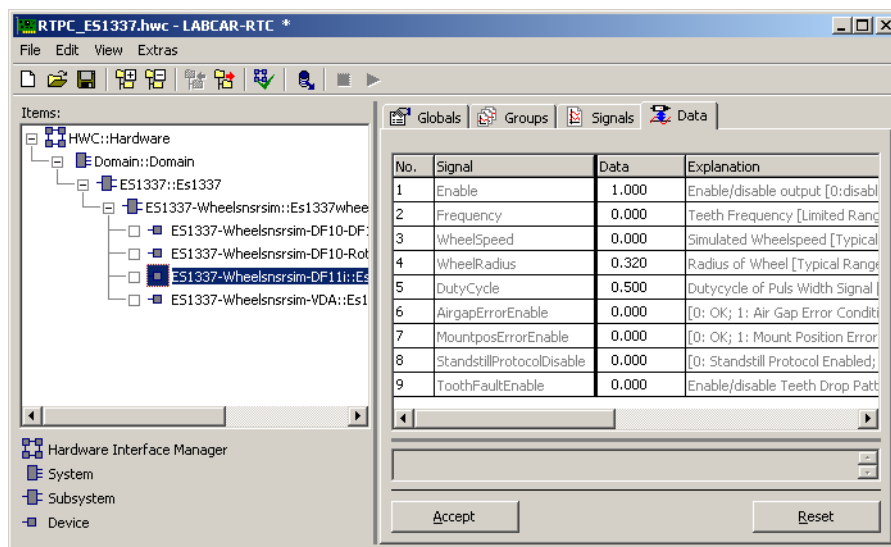 RTPC_ES1337.hwc - LABCAR-RTC *
File Edit View Extras
Items:
HWC::Hardware
Domain::Domain
ES1337::Es1337
ES1337-Wheelsnsrsim::Es1337whee
ES1337-Wheelsnsrsim-DF10-DF1
ES1337-Wheelsnsrsim-DF10-Rot
ES1337-Wheelsnsrsim-DF11i::Es
ES1337-Wheelsnsrsim-VDA::Es1
Hardware Interface Manager
System
Subsystem
Device
Globals Groups Signals Data
No. Signal Data Explanation
1 Enable 1.000 Enable/disable output [0:disabl
2 Frequency 0.000 Teeth Frequency [Limited Rang
3 WheelSpeed 0.000 Simulated Wheelspeed [Typical
4 WheelRadius 0.320 Radius of Wheel [Typical Range
5 DutyCycle 0.500 Dutycycle of Puls Width Signal [
6 AirgapErrorEnable 0.000 [0: OK; 1: Air Gap Error Conditi
7 MountposErrorEnable 0.000 [0: OK; 1: Mount Position Error
8 StandstillProtocolDisable 0.000 [0: Standstill Protocol Enabled;
9 ToothFaultEnable 0.000 Enable/disable Teeth Drop Patt
Accept Reset